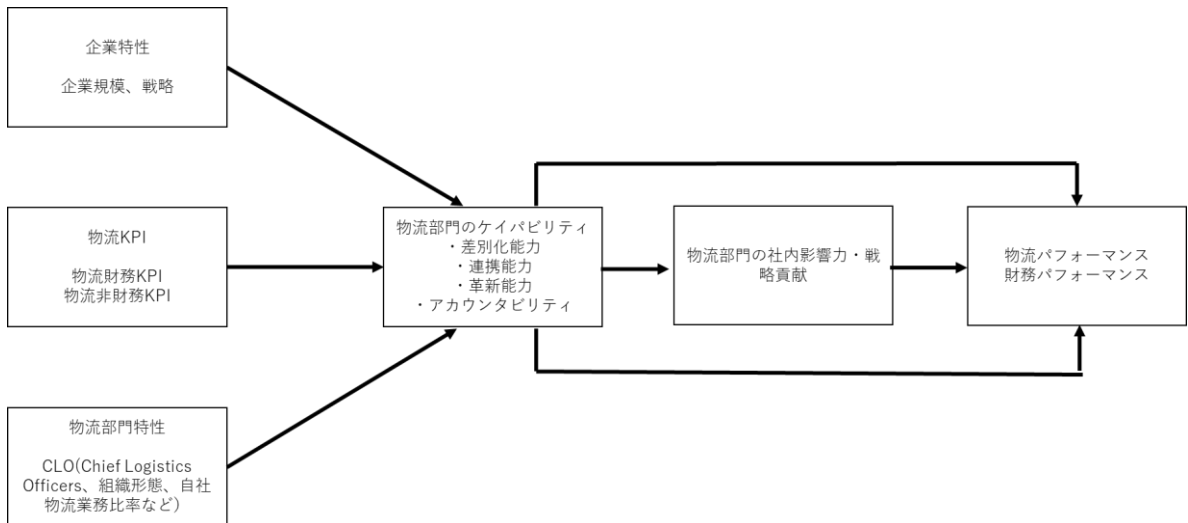 企業特性
企業規模、戦略
物流KPI
物流財務KPI
物流非財務KPI
物流部門特性
CLO(Chief Logistics
Officers、組織形態、自社
物流業務比率など)
物流部門のケイパビリティ
・差別化能力
・連携能力
・革新能力
・アカウンタビリティ
物流部門の社内影響力・戦
略貢献
物流パフォーマンス
財務パフォーマンス